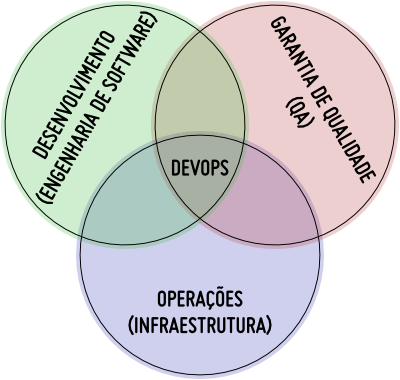 DESENVOLVIMENTO
(ENGENHARIA DE SOFTWARE)
GARANTIA DE QUALIDADE
(QA)
DEVOPS
OPERAÇÕES
(INFRAESTRUTURA)